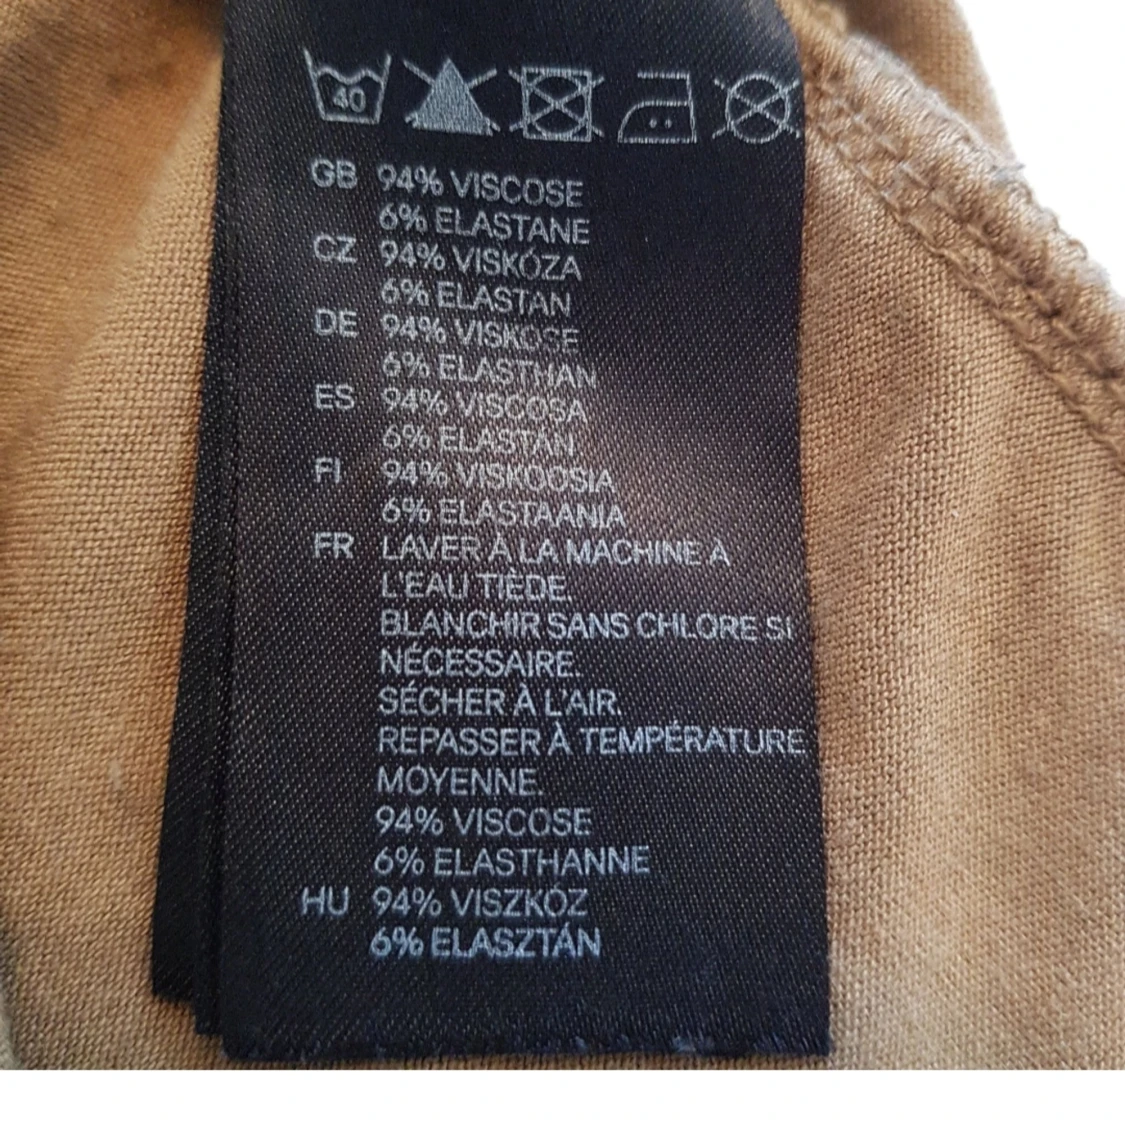 40
GB 94% VISCOSE
6% ELASTANE
CZ 94% VISKÓZA
6% ELASTAN
DE 94% VISKOSE
6% ELASTHAN
ES 94% VISCOSA
6% ELASTAN
FI 94% VISKOOSIA
6% ELASTAANIA
FR LAVER À LA MACHINE À
L'EAU TIÈDE.
BLANCHIR SANS CHLORE SI
NÉCESSAIRE.
SÉCHER À L'AIR.
REPASSER À TEMPÉRATURE
MOYENNE.
94% VISCOSE
6% ELASTHANNE
HU 94% VISZKÓZ
6% ELASZTÁN